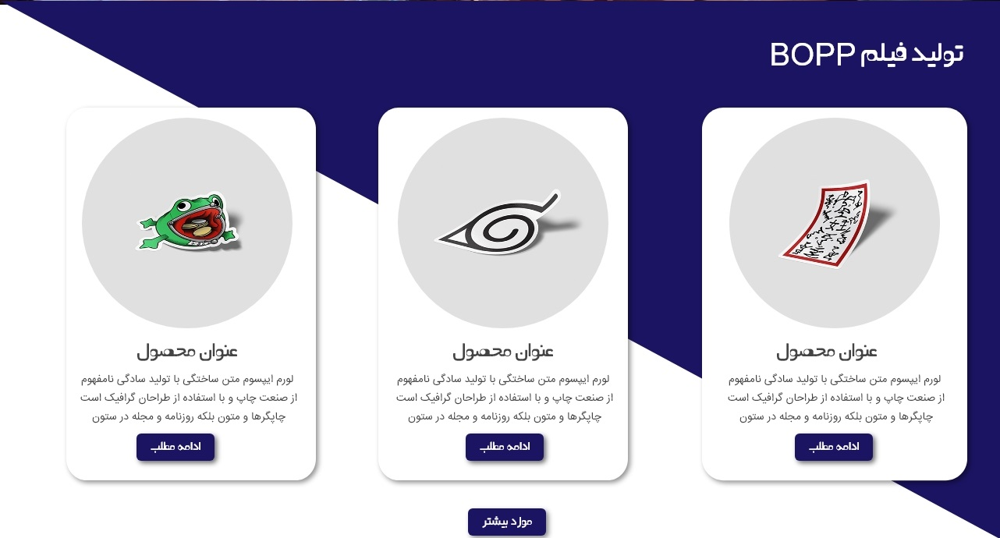 تولید فیلم BOPP
عنوان محصول
لورم ایپسوم متن ساختگی با تولید سادگی نامفهوم
از صنعت چاپ و با استفاده از طراحان گرافیک است
چاپگرها و متون بلکه روزنامه و مجله در ستون
ادامه مطلب
عنوان محصول
لورم ایپسوم متن ساختگی با تولید سادگی نامفهوم
از صنعت چاپ و با استفاده از طراحان گرافیک است
چاپگرها و متون بلکه روزنامه و مجله در ستون
ادامه مطلب
عنوان محصول
لورم ایپسوم متن ساختگی با تولید سادگی نامفهوم
از صنعت چاپ و با استفاده از طراحان گرافیک است
چاپگرها و متون بلکه روزنامه و مجله در ستون
ادامه مطلب
موارد بیشتر